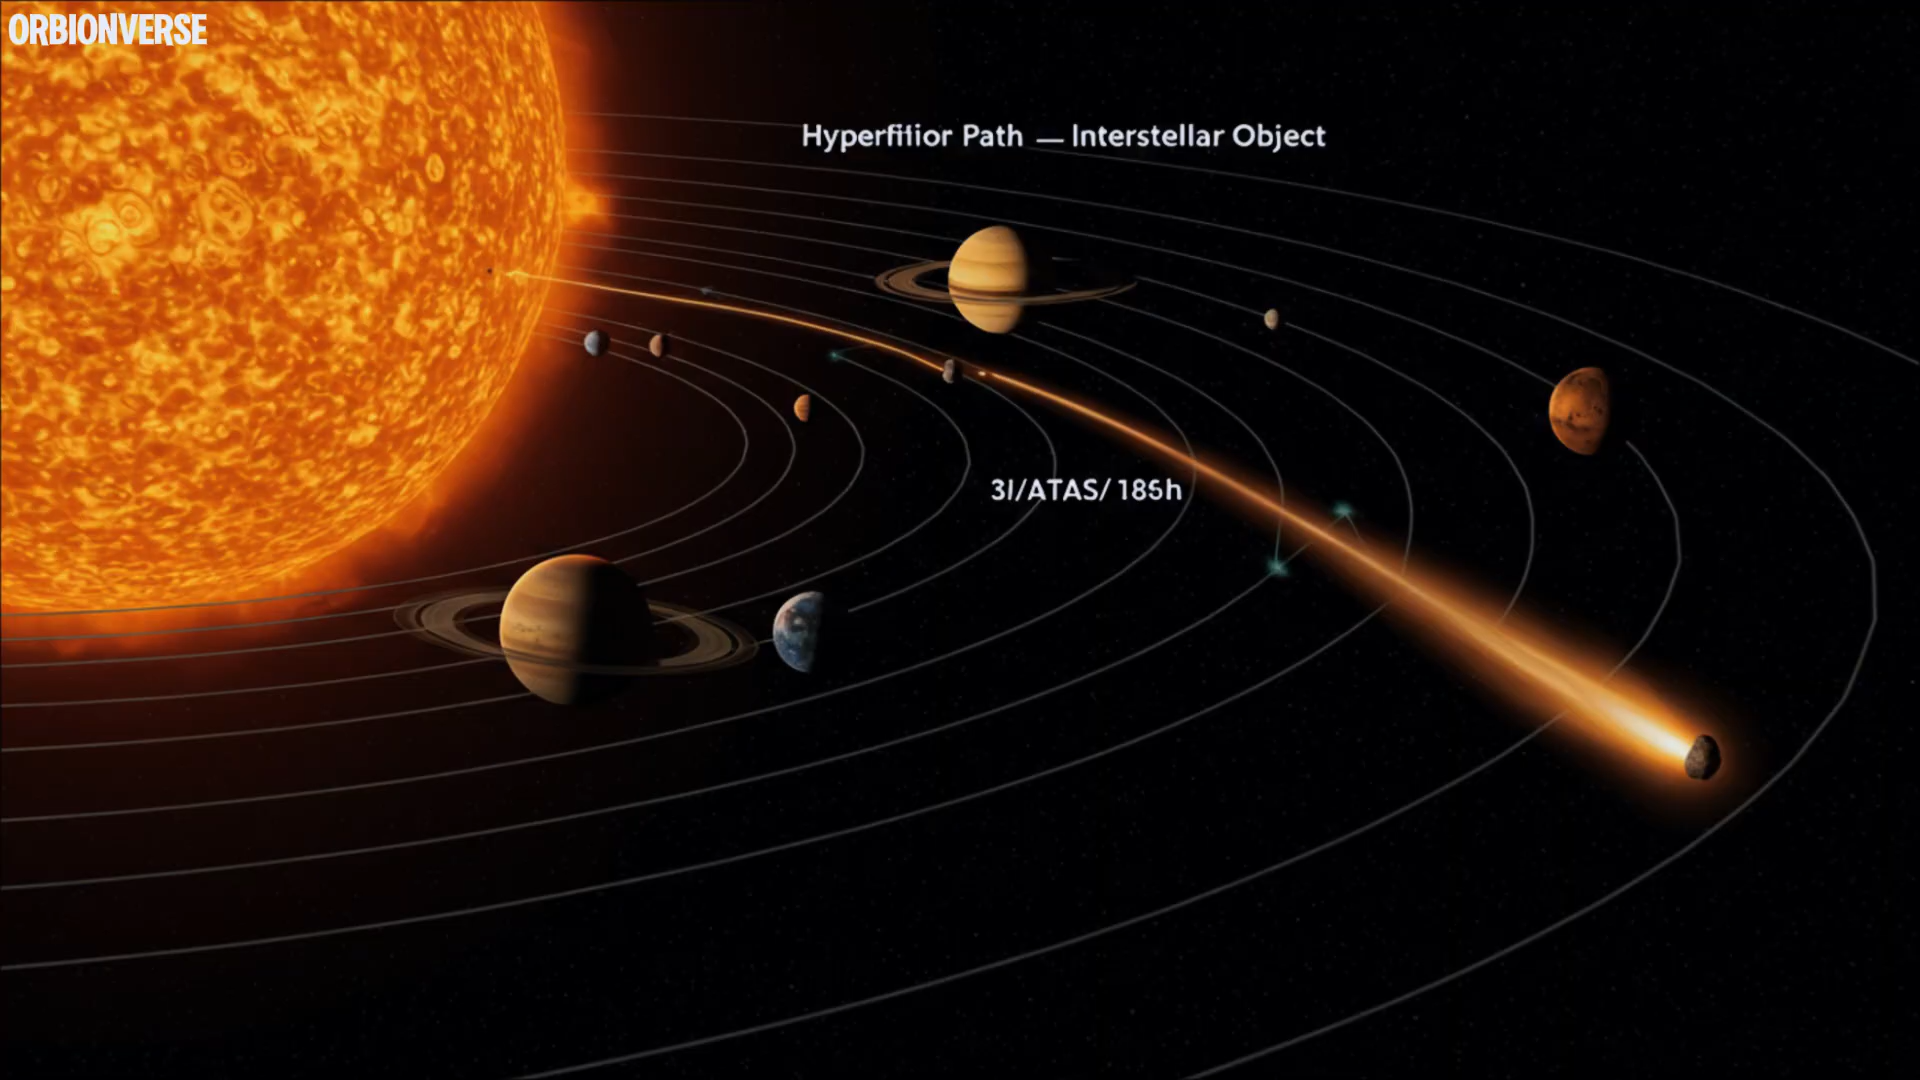 ORBIONVERSE
Hyperfiiior Path — Interstellar Object
3I//ATAS/ 185h